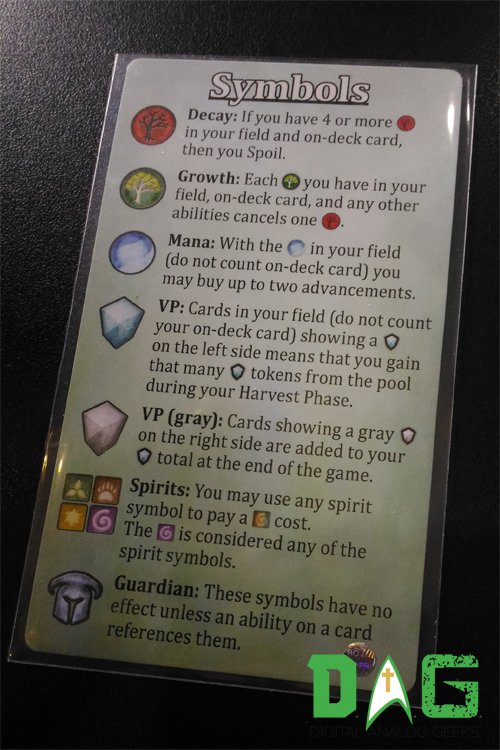 Symbols
Decay: If you have 4 or more
in your field and on-deck card,
then you Spoil.
Growth: Each you have in your
field, on-deck card, and any other
abilities cancels one .
Mana: With the in your field
(do not count on-deck card) you
may buy up to two advancements.
VP: Cards in your field (do not count
your on-deck card) showing a
on the left side means that you gain
that many tokens from the pool
during your Harvest Phase.
VP (gray): Cards showing a gray
on the right side are added to your
total at the end of the game.
Spirits: You may use any spirit
symbol to pay a cost.
The is considered any of the
spirit symbols.
Guardian: These symbols have no
effect unless an ability on a card
references them.
DAG
DIGITAL ANALOG GEEKS